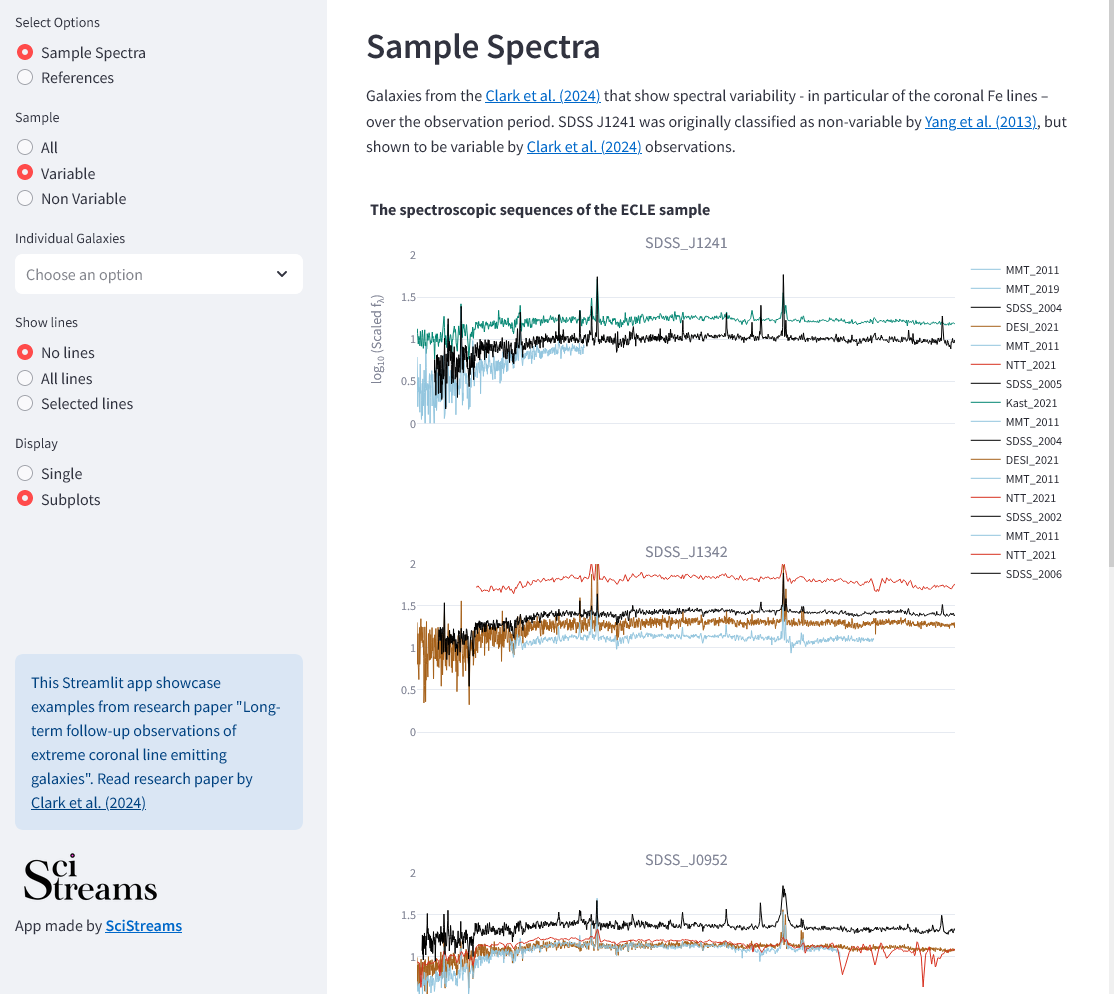 Select Options
Sample Spectra
References
Sample
All
Variable
Non Variable
Individual Galaxies
Choose an option
Show lines
No lines
All lines
Selected lines
Display
Single
Subplots
This Streamlit app showcase
examples from research paper "Long-
term follow-up observations of
extreme coronal line emitting
galaxies". Read research paper by
Clark et al. (2024)
Sci
Streams
App made by SciStreams
Sample Spectra
Galaxies from the Clark et al. (2024) that show spectral variability - in particular of the coronal Fe lines –
over the observation period. SDSS J1241 was originally classified as non-variable by Yang et al. (2013), but
shown to be variable by Clark et al. (2024) observations.
The spectroscopic sequences of the ECLE sample
SDSS_J1241
2
1.5
1
0.5
0
log₁₀ (Scaled f_λ)
SDSS_J1342
2
1.5
1
0.5
0
SDSS_J0952
2
1.5
1
MMT_2011
MMT_2019
SDSS_2004
DESI_2021
MMT_2011
NTT_2021
SDSS_2005
Kast_2021
MMT_2011
SDSS_2004
DESI_2021
MMT_2011
NTT_2021
SDSS_2002
MMT_2011
NTT_2021
SDSS_2006